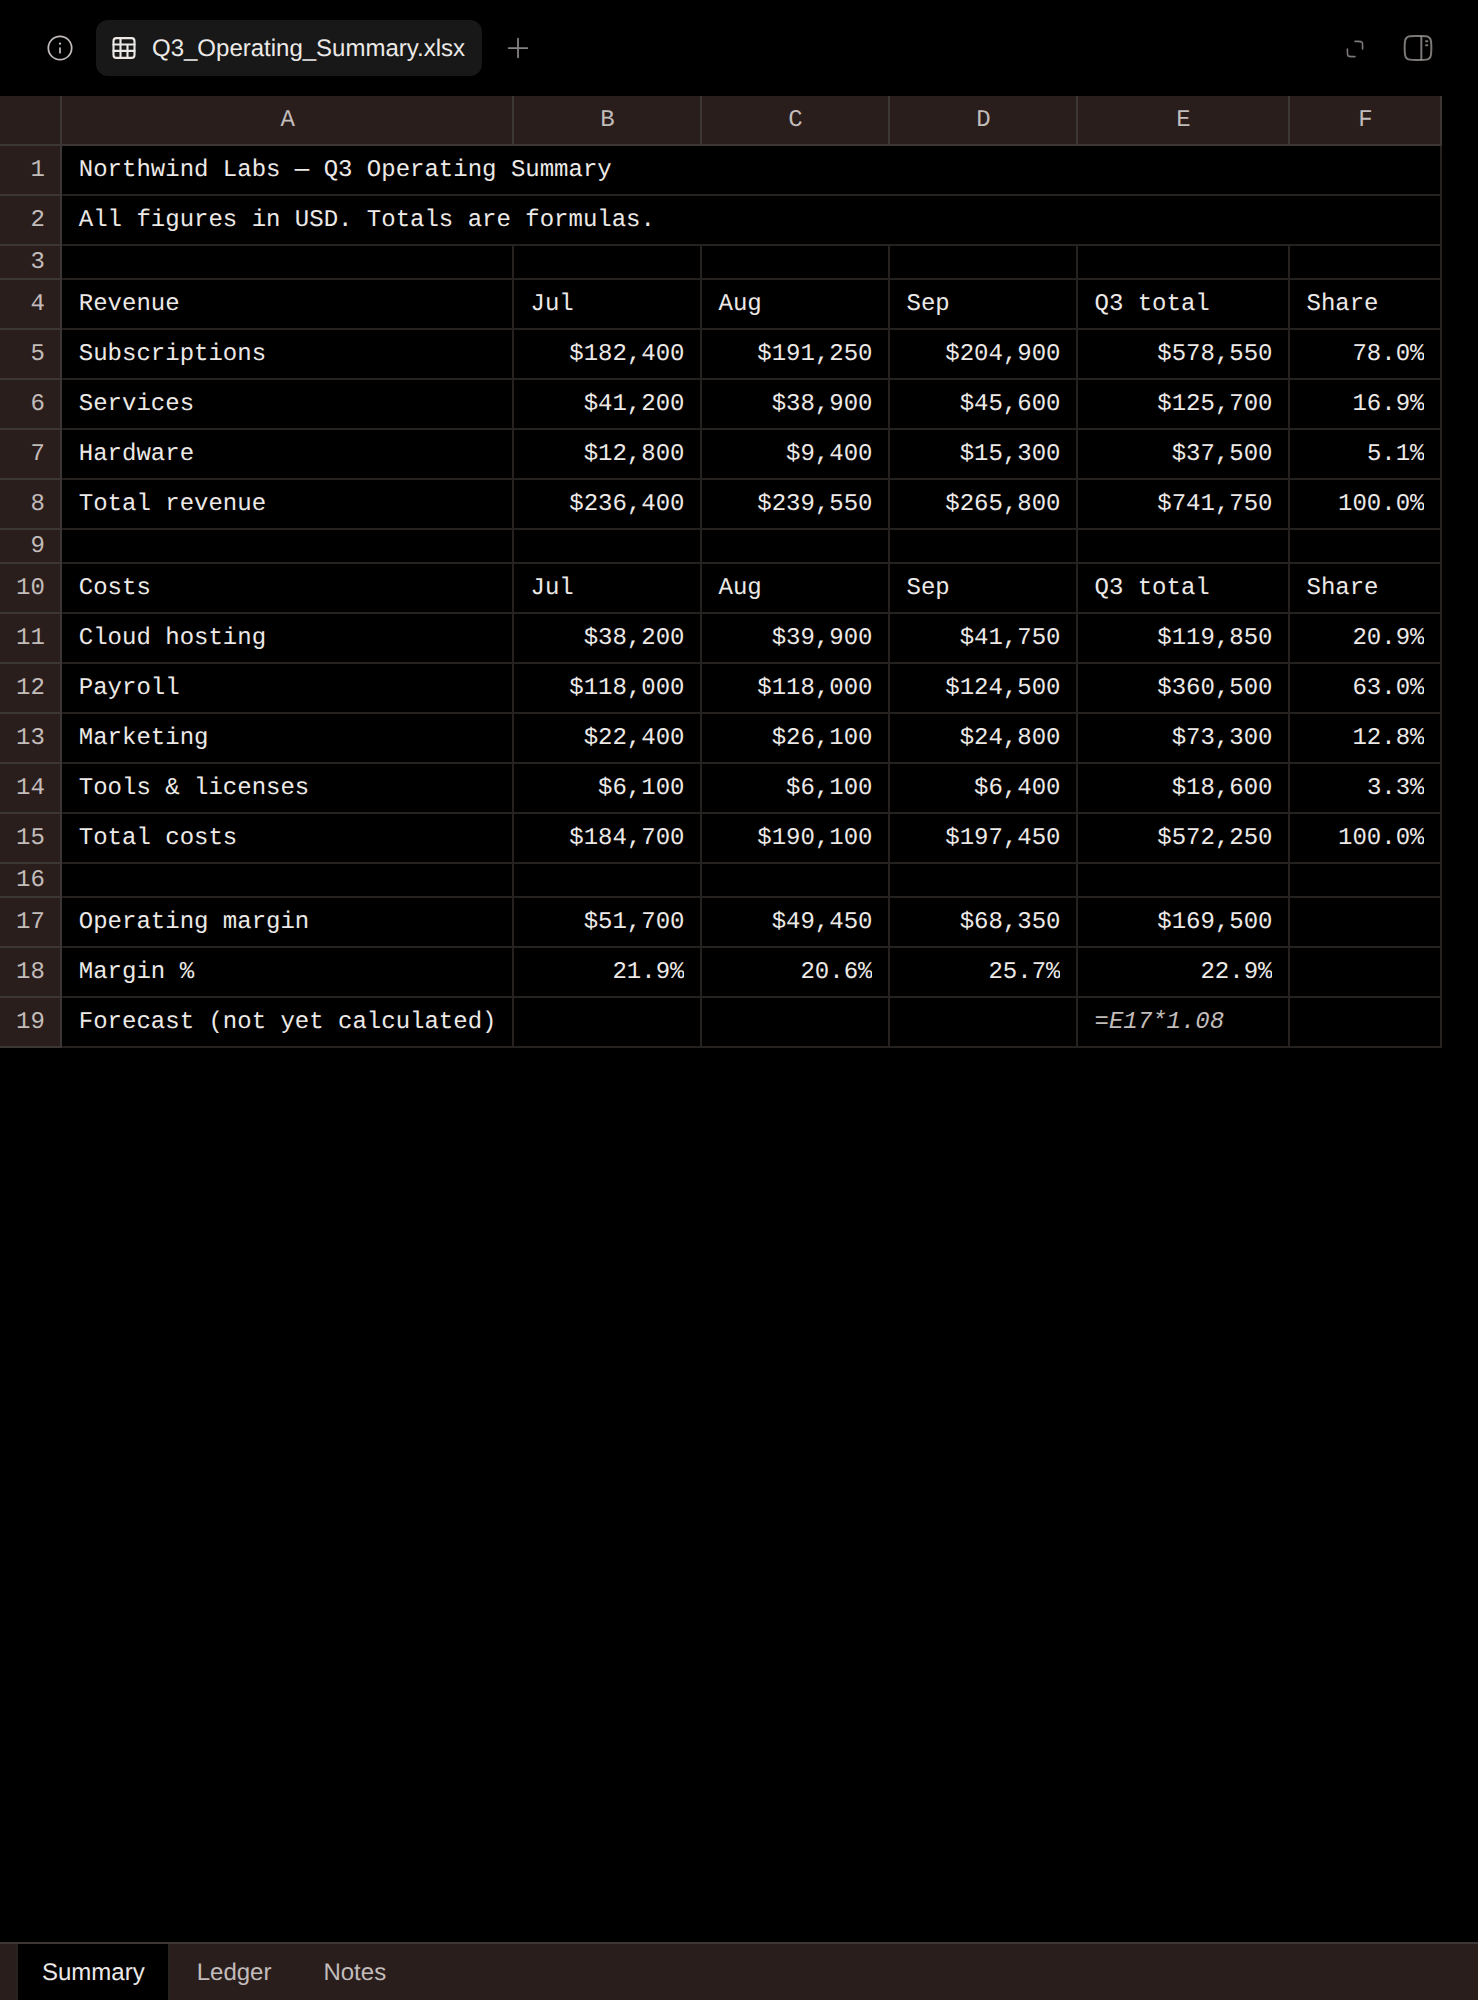 Q3_Operating_Summary.xlsx
A B C D E F
1 Northwind Labs — Q3 Operating Summary
2 All figures in USD. Totals are formulas.
3
4 Revenue Jul Aug Sep Q3 total Share
5 Subscriptions $182,400 $191,250 $204,900 $578,550 78.0%
6 Services $41,200 $38,900 $45,600 $125,700 16.9%
7 Hardware $12,800 $9,400 $15,300 $37,500 5.1%
8 Total revenue $236,400 $239,550 $265,800 $741,750 100.0%
9
10 Costs Jul Aug Sep Q3 total Share
11 Cloud hosting $38,200 $39,900 $41,750 $119,850 20.9%
12 Payroll $118,000 $118,000 $124,500 $360,500 63.0%
13 Marketing $22,400 $26,100 $24,800 $73,300 12.8%
14 Tools & licenses $6,100 $6,100 $6,400 $18,600 3.3%
15 Total costs $184,700 $190,100 $197,450 $572,250 100.0%
16
17 Operating margin $51,700 $49,450 $68,350 $169,500
18 Margin % 21.9% 20.6% 25.7% 22.9%
19 Forecast (not yet calculated) =E17*1.08
Summary Ledger Notes